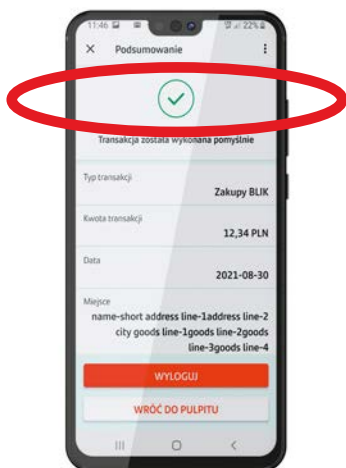 11:46 22%
Podsumowanie
Transakcja została wykonana pomyślnie
Typ transakcji
Zakupy BLIK
Kwota transakcji
12,34 PLN
Data
2021-08-30
Miejsce
name-short address line-1address line-2
city goods line-1goods line-2goods
line-3goods line-4
WYLOGUJ
WRÓĆ DO PULPITU